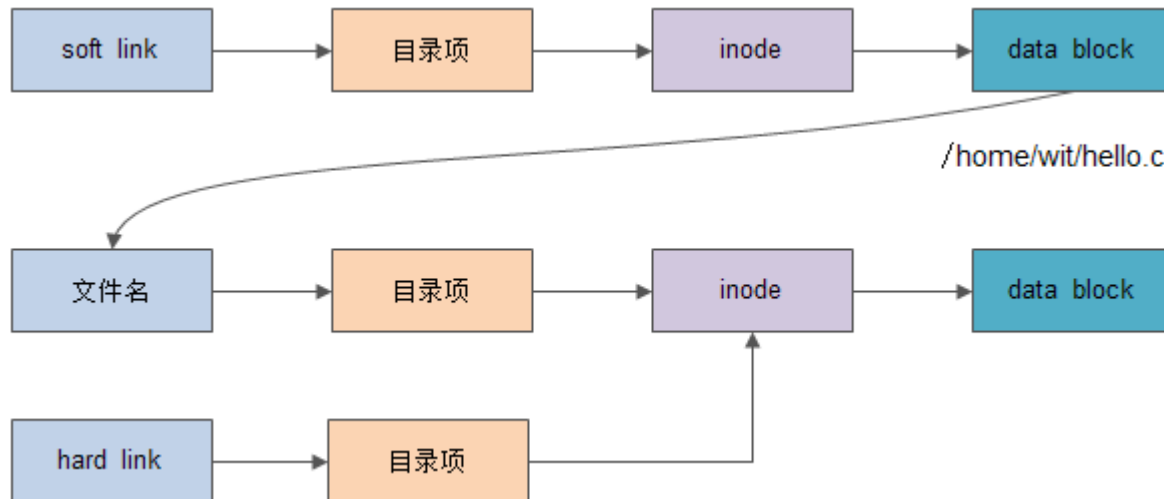 soft link
目录项
inode
data block
/home/wit/hello.c
文件名
目录项
inode
data block
hard link
目录项